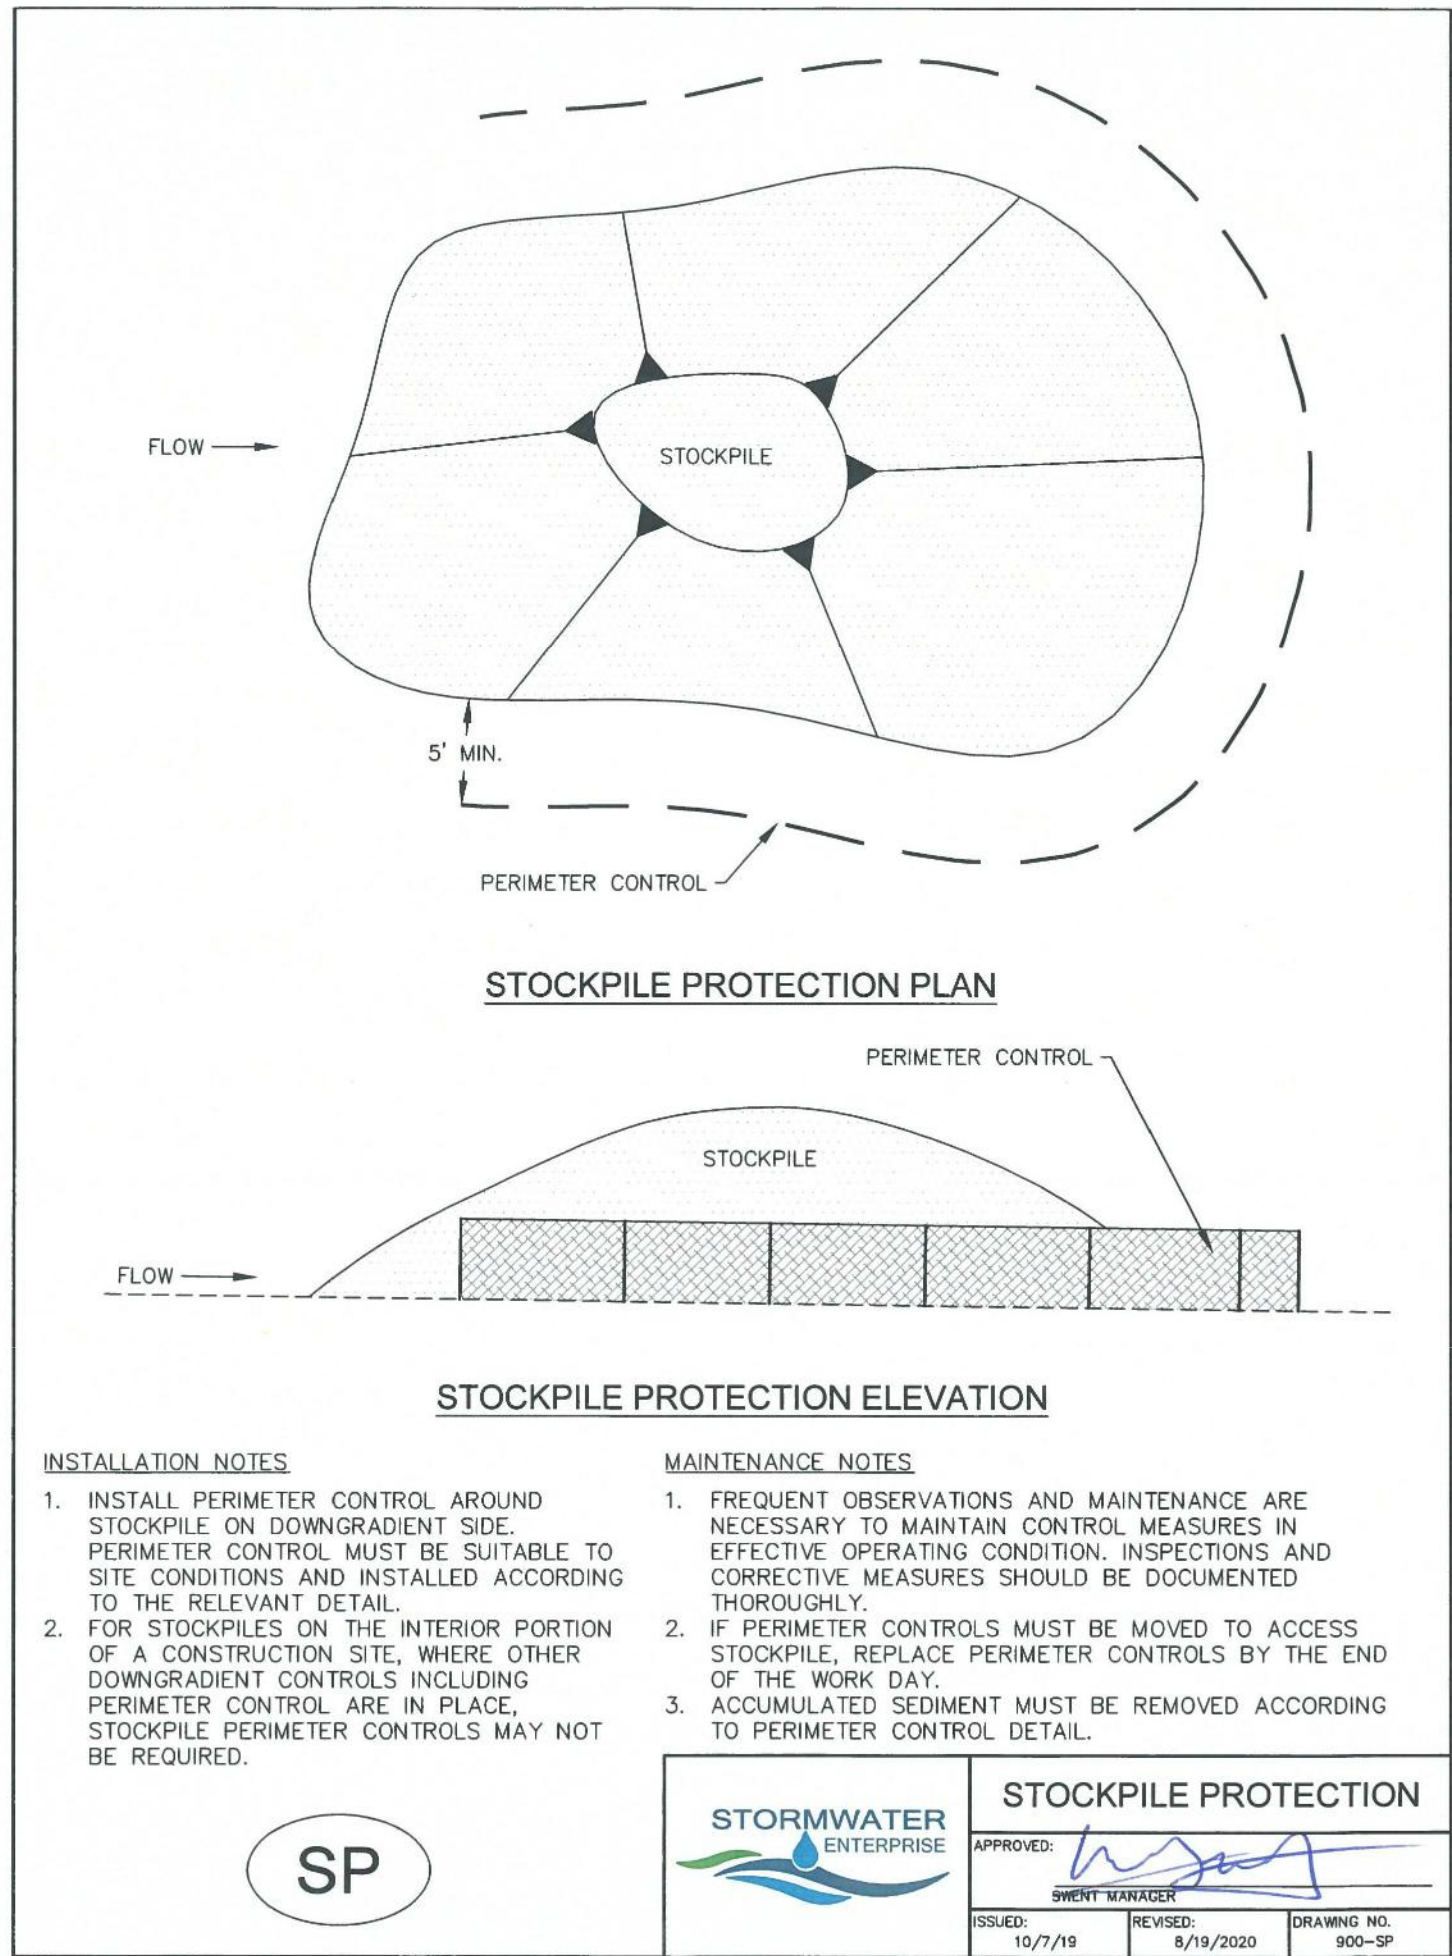 FLOW
STOCKPILE
5' MIN.
PERIMETER CONTROL
STOCKPILE PROTECTION PLAN
PERIMETER CONTROL
STOCKPILE
FLOW
STOCKPILE PROTECTION ELEVATION
INSTALLATION NOTES
1. INSTALL PERIMETER CONTROL AROUND
STOCKPILE ON DOWNGRADIENT SIDE.
PERIMETER CONTROL MUST BE SUITABLE TO
SITE CONDITIONS AND INSTALLED ACCORDING
TO THE RELEVANT DETAIL.
2. FOR STOCKPILES ON THE INTERIOR PORTION
OF A CONSTRUCTION SITE, WHERE OTHER
DOWNGRADIENT CONTROLS INCLUDING
PERIMETER CONTROL ARE IN PLACE,
STOCKPILE PERIMETER CONTROLS MAY NOT
BE REQUIRED.
MAINTENANCE NOTES
1. FREQUENT OBSERVATIONS AND MAINTENANCE ARE
NECESSARY TO MAINTAIN CONTROL MEASURES IN
EFFECTIVE OPERATING CONDITION. INSPECTIONS AND
CORRECTIVE MEASURES SHOULD BE DOCUMENTED
THOROUGHLY.
2. IF PERIMETER CONTROLS MUST BE MOVED TO ACCESS
STOCKPILE, REPLACE PERIMETER CONTROLS BY THE END
OF THE WORK DAY.
3. ACCUMULATED SEDIMENT MUST BE REMOVED ACCORDING
TO PERIMETER CONTROL DETAIL.
SP
STORMWATER
ENTERPRISE
STOCKPILE PROTECTION
APPROVED:
SWENT MANAGER
ISSUED:
10/7/19
REVISED:
8/19/2020
DRAWING NO.
900-SP